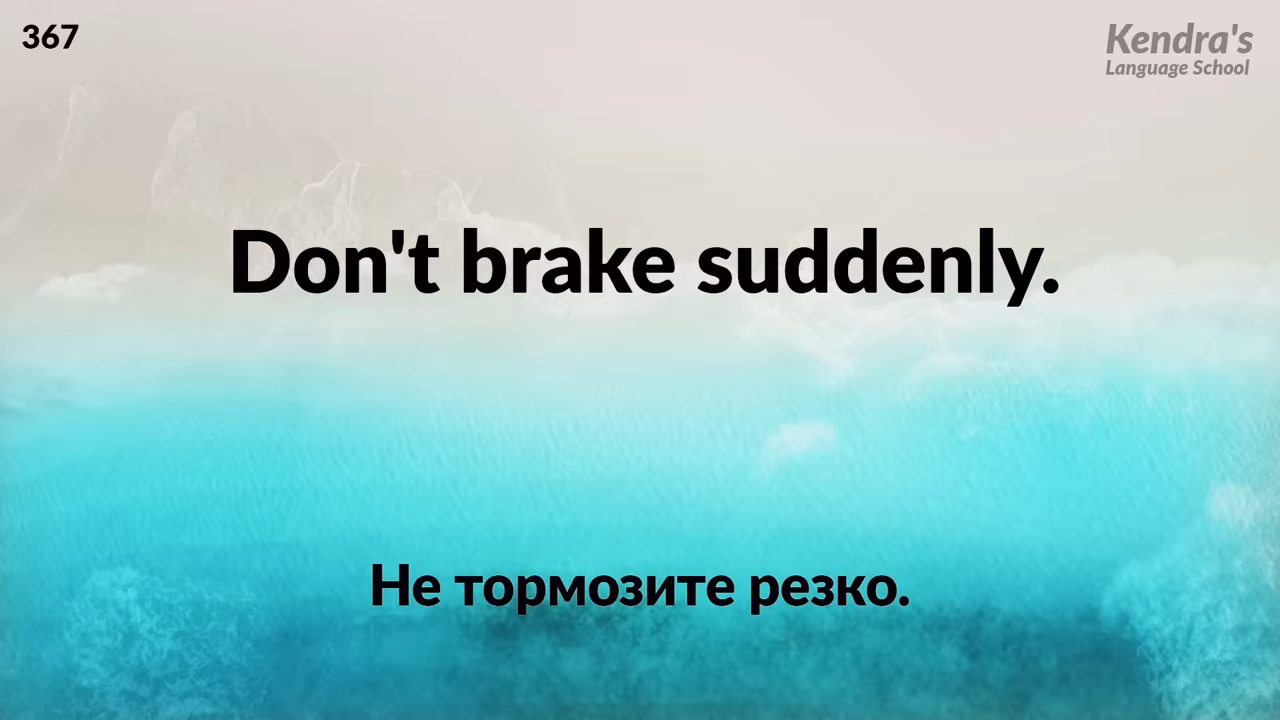 367
Kendra's
Language School
Don't brake suddenly.
Не тормозите резко.